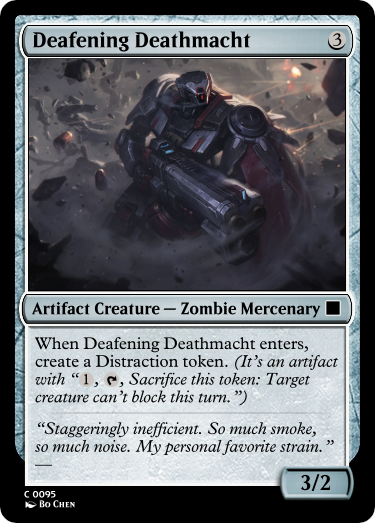 Deafening Deathmacht 3
Artifact Creature — Zombie Mercenary
When Deafening Deathmacht enters,
create a Distraction token. (It's an artifact
with "1, , Sacrifice this token: Target
creature can't block this turn.")
"Staggeringly inefficient. So much smoke,
so much noise. My personal favorite strain."
—
3/2
C 0095
Bo Chen